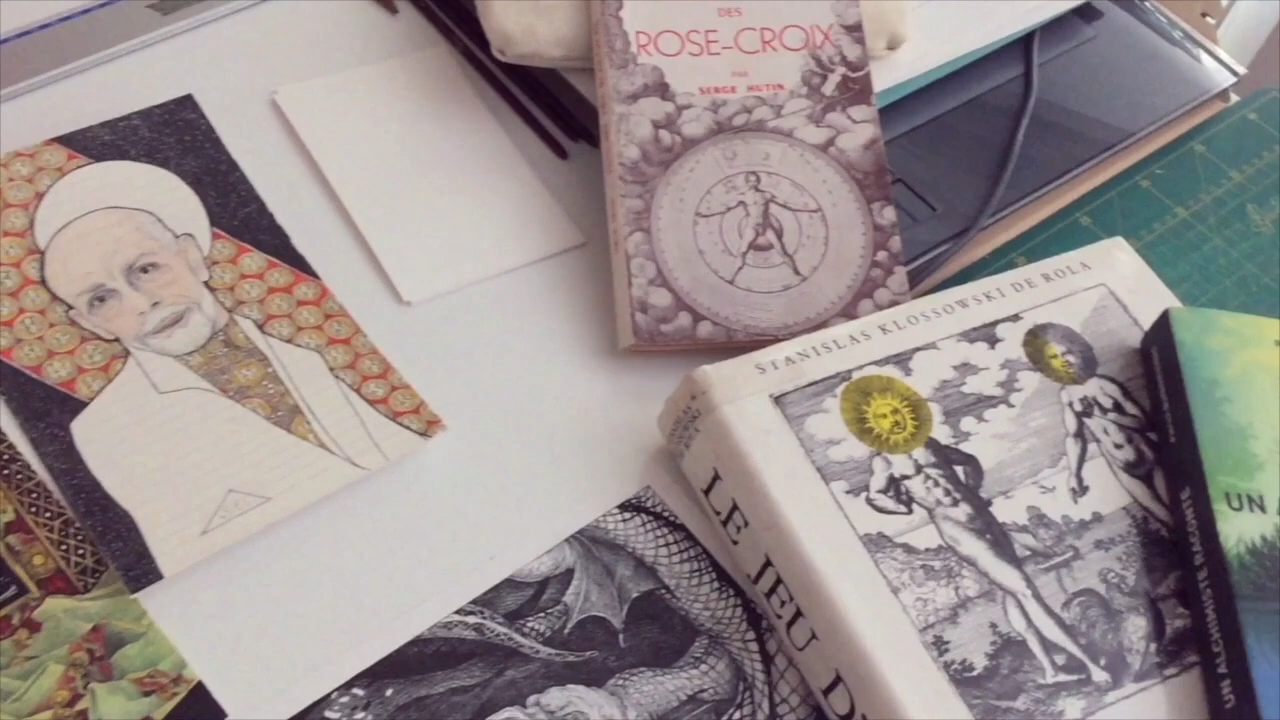 DES
ROSE-CROIX
PAR
SERGE HUTIN
STANISLAS KLOSSOWSKI DE ROLA
LE JEU D
UN ALCHIMISTE RACONTE
UN